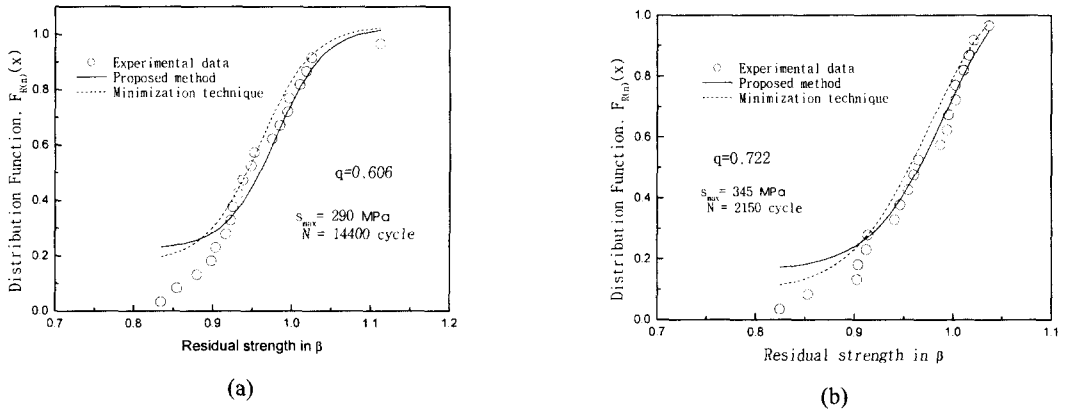 Distribution Function, F_R(n)(x)
1.0
0.8
0.6
0.4
0.2
0.0
Experimental data
Proposed method
Minimization technique
q=0.606
s_max= 290 MPa
N = 14400 cycle
0.7 0.8 0.9 1.0 1.1 1.2
Residual strength in β
(a)
Distribution Function, F_R(n)(x)
1.0
0.8
0.6
0.4
0.2
0.0
Experimental data
Proposed method
Minimization technique
q=0.722
s_max= 345 MPa
N = 2150 cycle
0.7 0.8 0.9 1.0 1.1
Residual strength in β
(b)